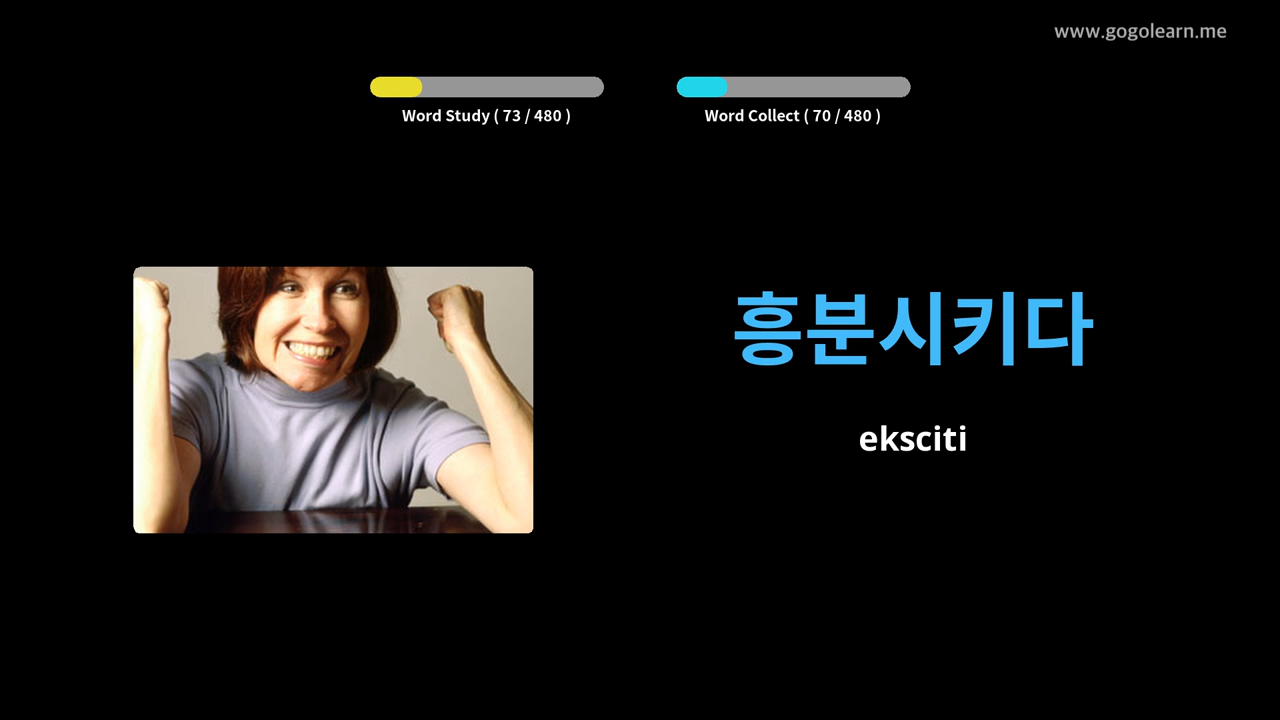 www.gogolearn.me
Word Study ( 73 / 480 )
Word Collect ( 70 / 480 )
흥분시키다
eksciti